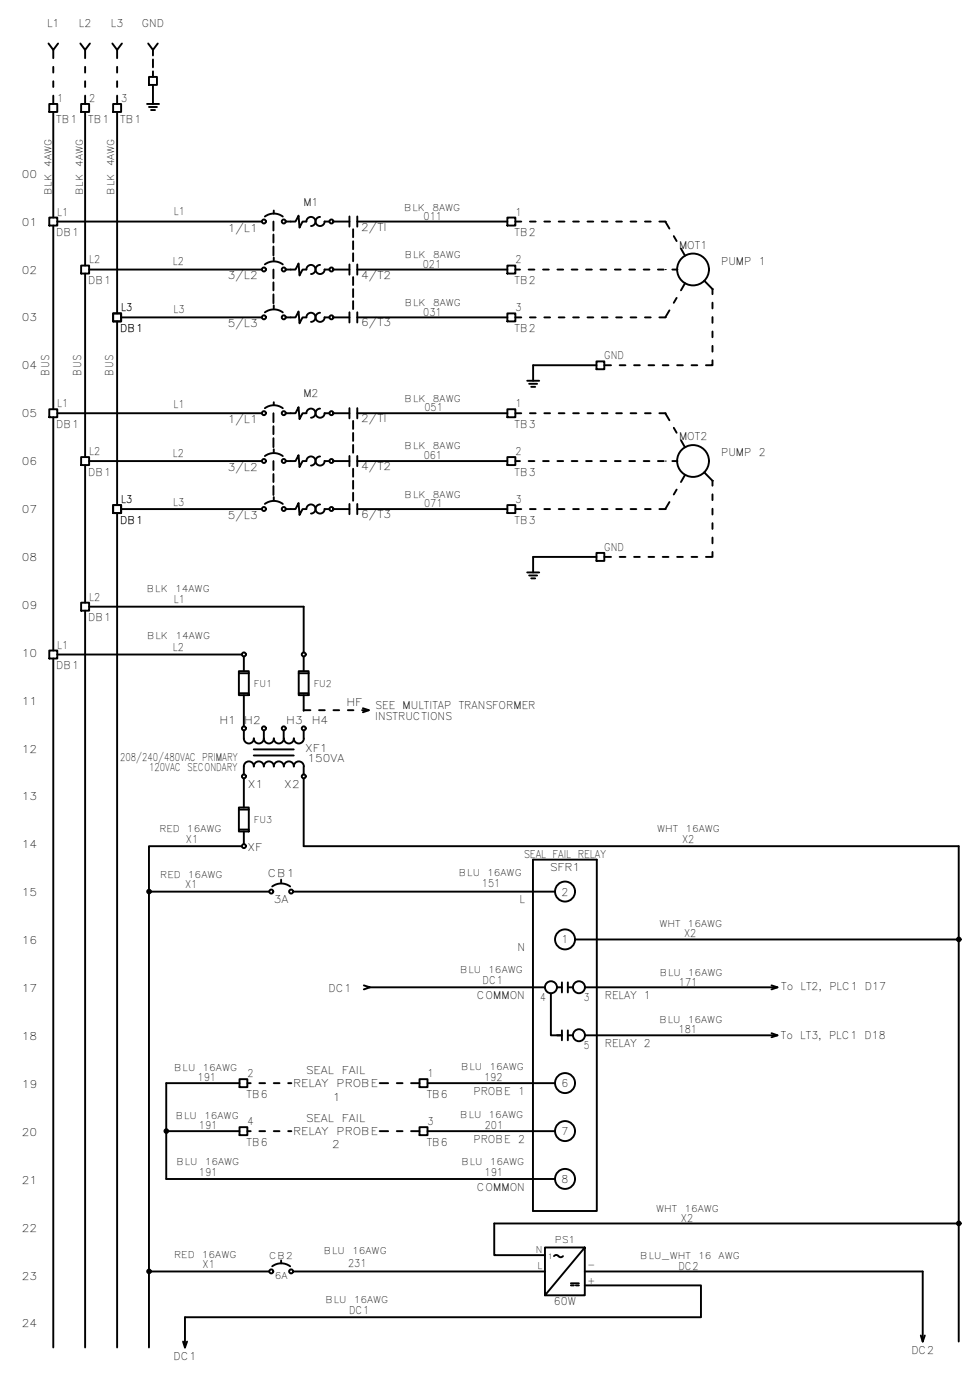 L1 L2 L3 GND
1 2 3
TB1 TB1 TB1
BLK 4AWG BLK 4AWG BLK 4AWG
00
M1
01 L1 DB1 L1 1/L1 2/T1 BLK 8AWG 011 1 TB2
MOT1
PUMP 1
02 L2 DB1 L2 3/L2 4/T2 BLK 8AWG 021 2 TB2
03 L3 DB1 L3 5/L3 6/T3 BLK 8AWG 031 3 TB2
04 BUS BUS BUS GND
M2
05 L1 DB1 L1 1/L1 2/T1 BLK 8AWG 051 1 TB3
MOT2
PUMP 2
06 L2 DB1 L2 3/L2 4/T2 BLK 8AWG 061 2 TB3
07 L3 DB1 L3 5/L3 6/T3 BLK 8AWG 071 3 TB3
08 GND
BLK 14AWG
09 L2 DB1 L1
BLK 14AWG
10 L1 DB1 L2
FU1 FU2
11 HF SEE MULTITAP TRANSFORMER
INSTRUCTIONS
H1 H2 H3 H4
12 XF1
208/240/480VAC PRIMARY 150VA
120VAC SECONDARY
X1 X2
13
FU3
RED 16AWG WHT 16AWG
14 X1 XF X2
SEAL FAIL RELAY
SFR1
15 RED 16AWG X1 CB1 3A BLU 16AWG 151 L 2
16 N 1 WHT 16AWG X2
17 DC1 BLU 16AWG DC1 COMMON 4 3 RELAY 1 BLU 16AWG 171 To LT2, PLC1 D17
18 5 RELAY 2 BLU 16AWG 181 To LT3, PLC1 D18
19 BLU 16AWG 191 2 TB6 SEAL FAIL
RELAY PROBE
1
1 TB6 BLU 16AWG 192 PROBE 1 6
20 BLU 16AWG 191 4 TB6 SEAL FAIL
RELAY PROBE
2
3 TB6 BLU 16AWG 201 PROBE 2 7
21 BLU 16AWG 191 BLU 16AWG 191 COMMON 8
22 WHT 16AWG X2
PS1
23 RED 16AWG X1 CB2 6A BLU 16AWG 231 N L 1 ~ - + BLU_WHT 16 AWG DC2
60W
BLU 16AWG
24 DC1
DC1 DC2